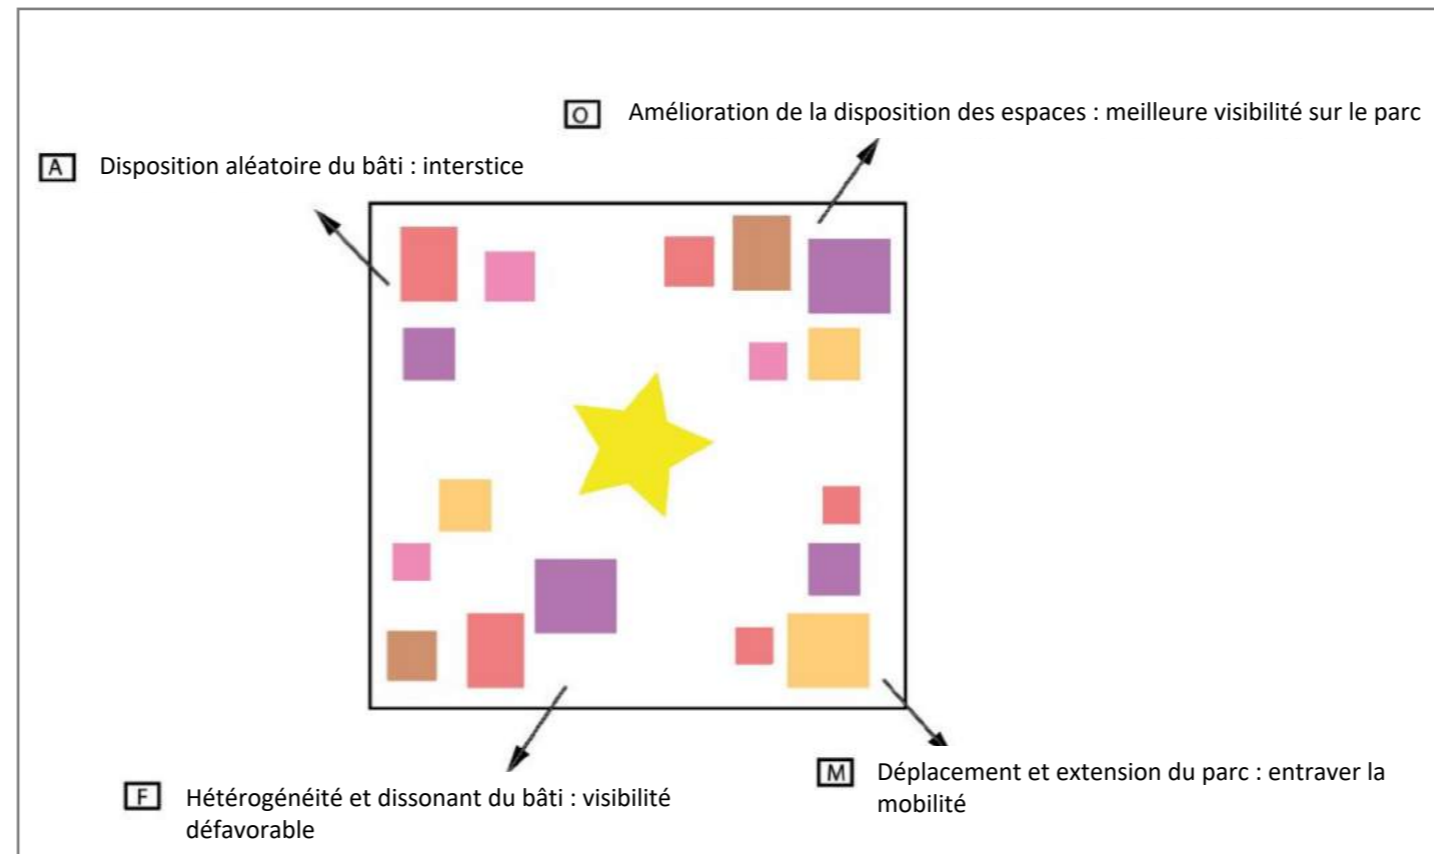 O Amélioration de la disposition des espaces : meilleure visibilité sur le parc
A Disposition aléatoire du bâti : interstice
M Déplacement et extension du parc : entraver la
mobilité
F Hétérogénéité et dissonant du bâti : visibilité
défavorable